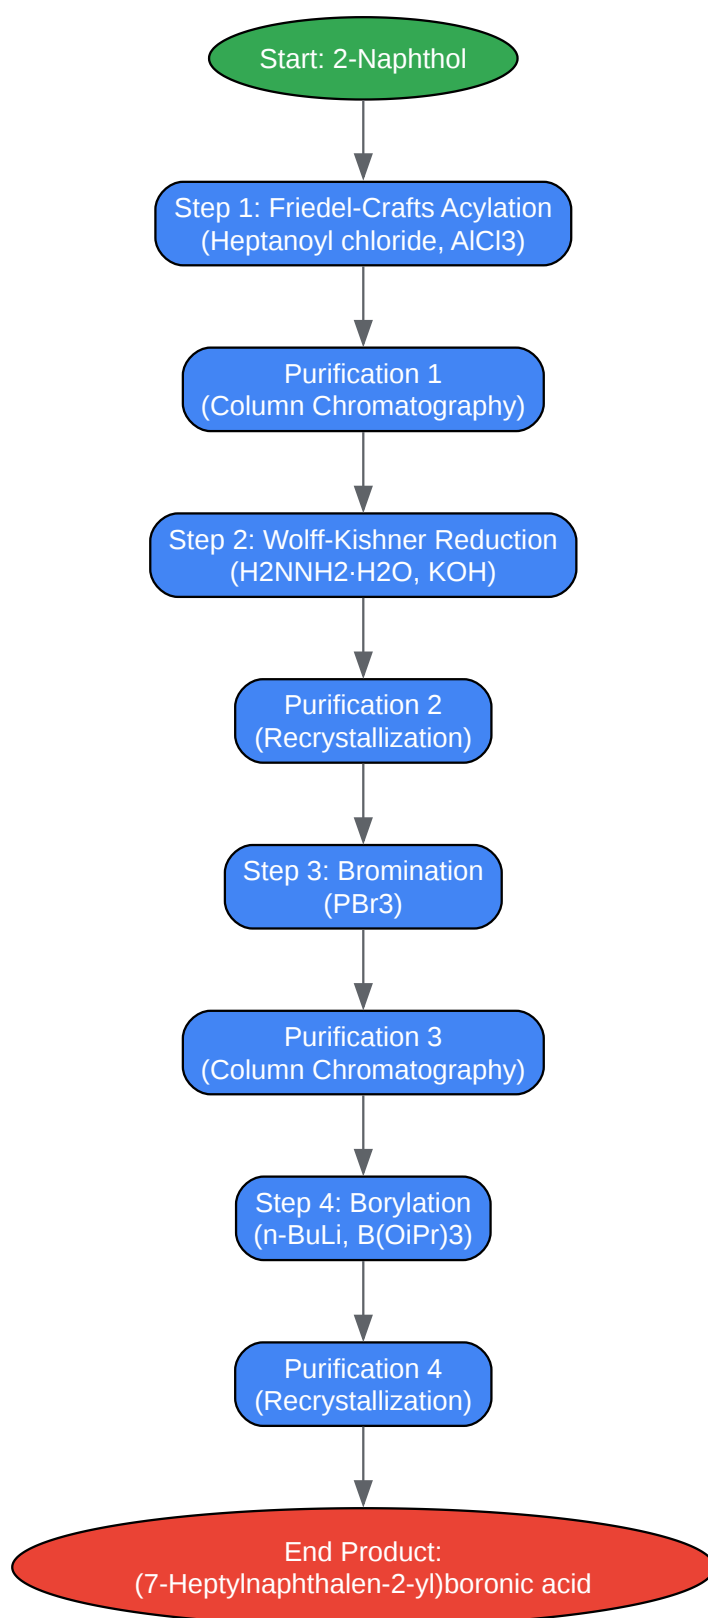 Start: 2-Naphthol
Step 1: Friedel-Crafts Acylation
(Heptanoyl chloride, AlCl3)
Purification 1
(Column Chromatography)
Step 2: Wolff-Kishner Reduction
(H2NNH2·H2O, KOH)
Purification 2
(Recrystallization)
Step 3: Bromination
(PBr3)
Purification 3
(Column Chromatography)
Step 4: Borylation
(n-BuLi, B(OiPr)3)
Purification 4
(Recrystallization)
End Product:
(7-Heptylnaphthalen-2-yl)boronic acid